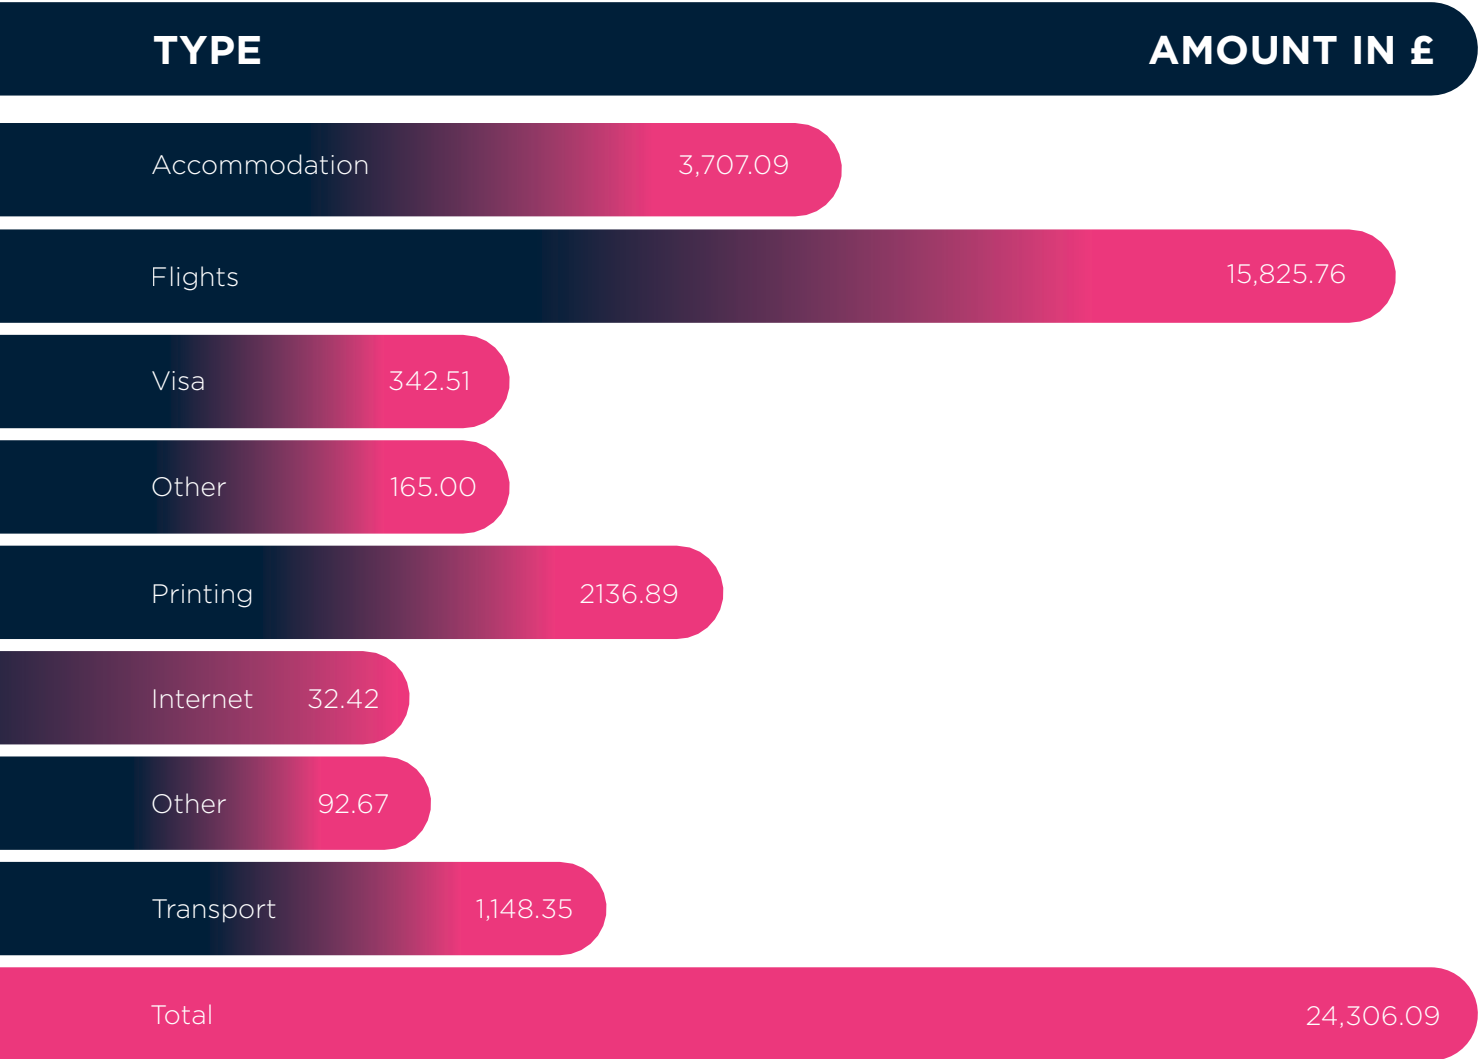 TYPE AMOUNT IN £
Accommodation 3,707.09
Flights 15,825.76
Visa 342.51
Other 165.00
Printing 2136.89
Internet 32.42
Other 92.67
Transport 1,148.35
Total 24,306.09